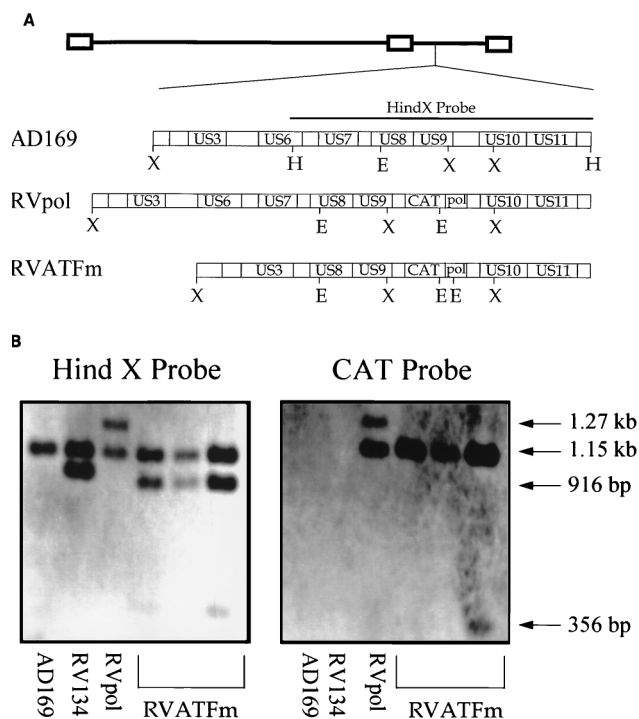 A
HindX Probe
AD169
US3 US6 US7 US8 US9 US10 US11
X H E X X H
RVpol
US3 US6 US7 US8 US9 CAT pol US10 US11
X E X E X
RVATFm
US3 US8 US9 CAT pol US10 US11
X E X E E X
B
Hind X Probe CAT Probe
1.27 kb
1.15 kb
916 bp
356 bp
AD169 RV134 RVpol RVATFm
AD169 RV134 RVpol RVATFm